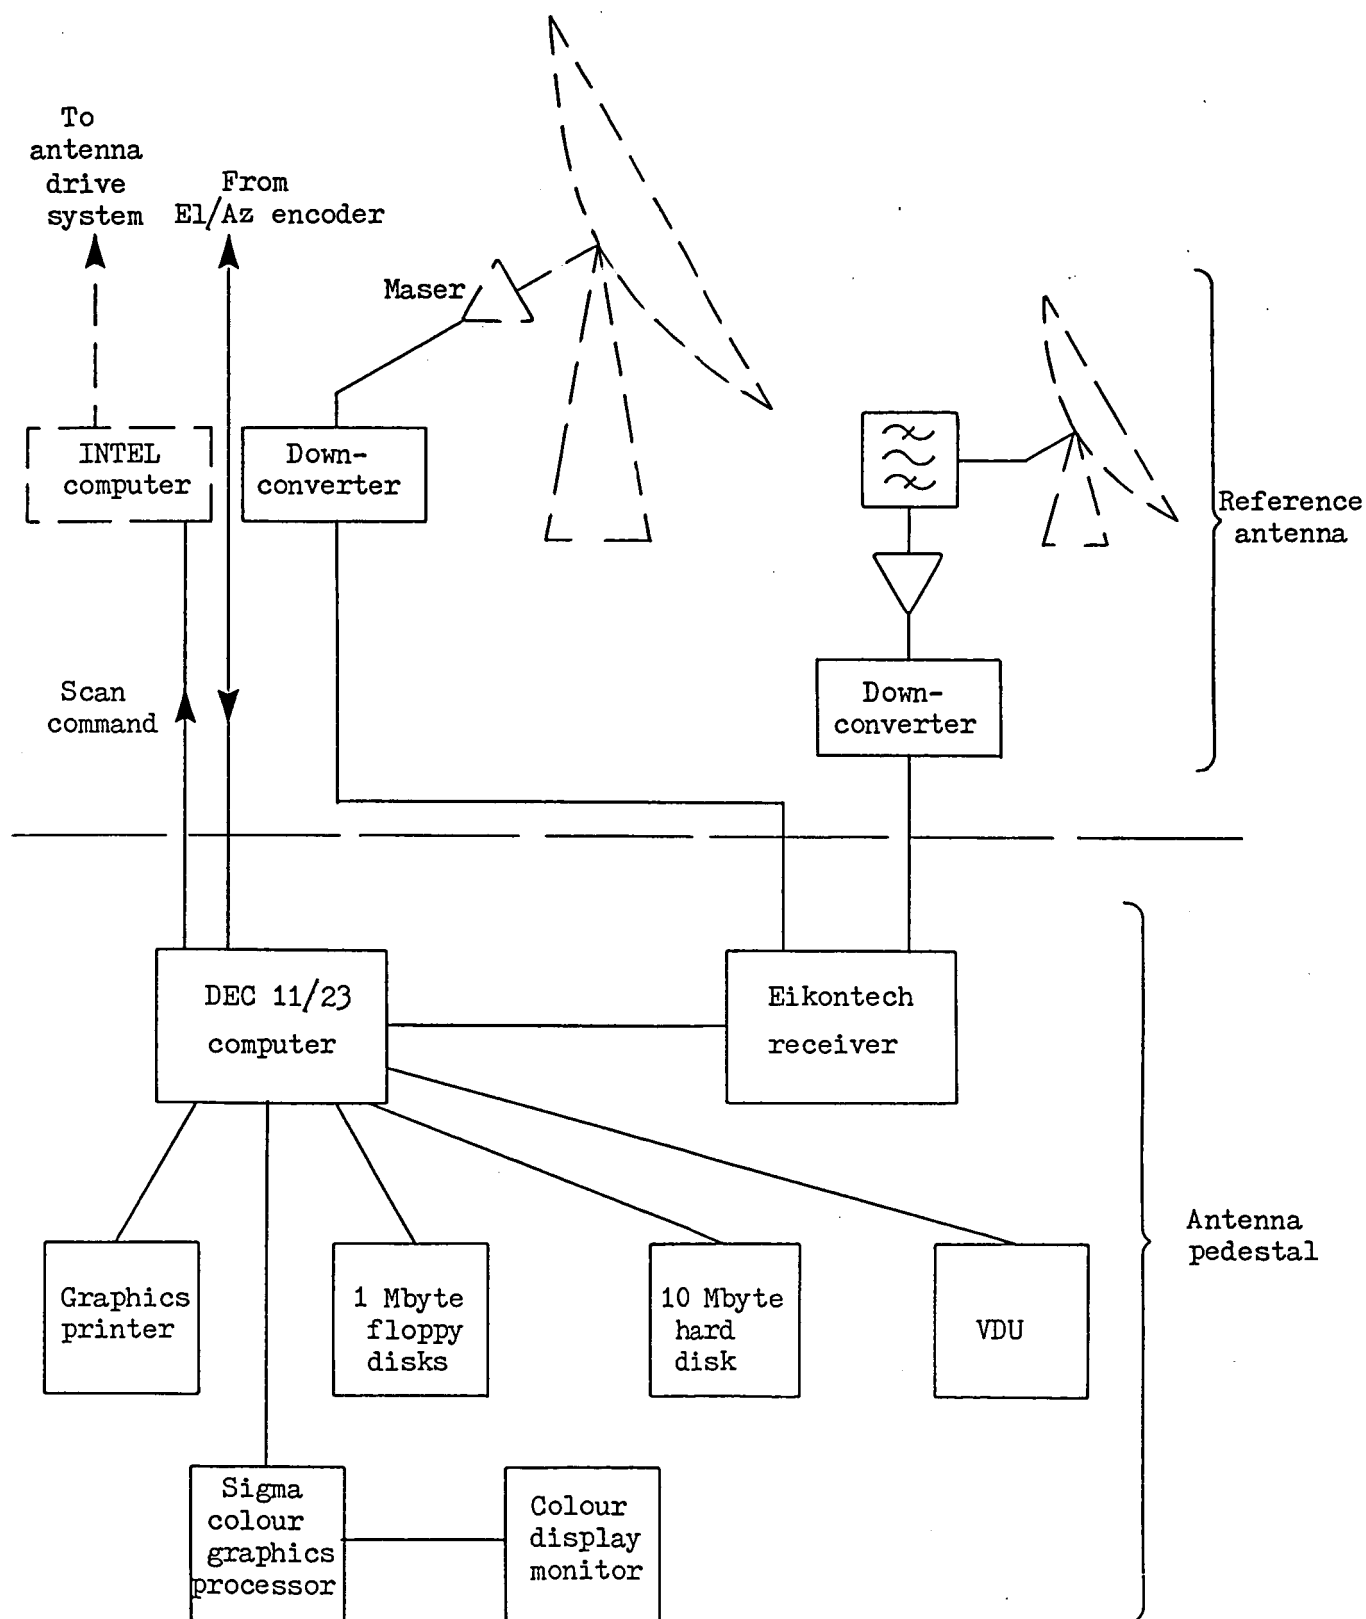 To
antenna
drive
system
From
El/Az encoder
Maser
INTEL
computer
Down-
converter
Reference
antenna
Scan
command
Down-
converter
DEC 11/23
computer
Eikontech
receiver
Antenna
pedestal
Graphics
printer
1 Mbyte
floppy
disks
10 Mbyte
hard
disk
VDU
Sigma
colour
graphics
processor
Colour
display
monitor